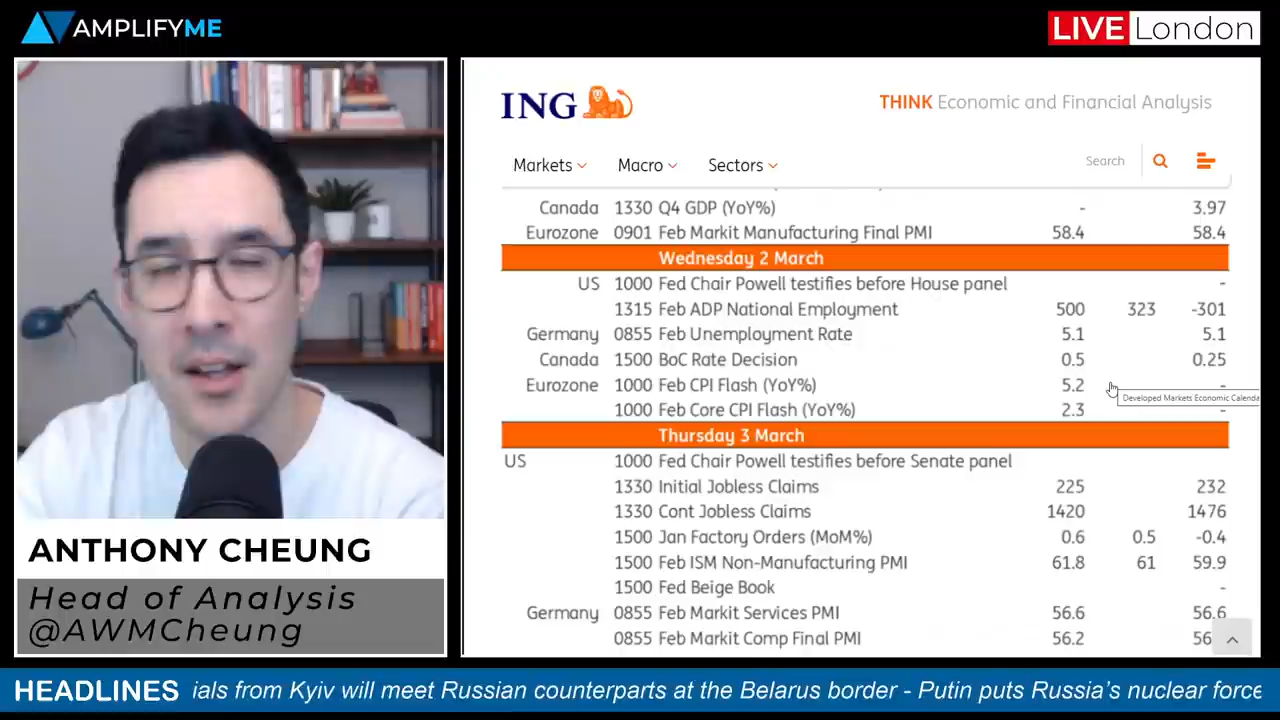 AMPLIFYME
LIVE London
ING
THINK Economic and Financial Analysis
Markets Macro Sectors Search
Canada 1330 Q4 GDP (YoY%) - 3.97
Eurozone 0901 Feb Markit Manufacturing Final PMI 58.4 58.4
Wednesday 2 March
US 1000 Fed Chair Powell testifies before House panel -
1315 Feb ADP National Employment 500 323 -301
Germany 0855 Feb Unemployment Rate 5.1 5.1
Canada 1500 BoC Rate Decision 0.5 0.25
Eurozone 1000 Feb CPI Flash (YoY%) 5.2 -
Developed Markets Economic Calenda
1000 Feb Core CPI Flash (YoY%) 2.3 -
Thursday 3 March
US 1000 Fed Chair Powell testifies before Senate panel
1330 Initial Jobless Claims 225 232
1330 Cont Jobless Claims 1420 1476
1500 Jan Factory Orders (MoM%) 0.6 0.5 -0.4
1500 Feb ISM Non-Manufacturing PMI 61.8 61 59.9
1500 Fed Beige Book -
Germany 0855 Feb Markit Services PMI 56.6 56.6
0855 Feb Markit Comp Final PMI 56.2 56
ANTHONY CHEUNG
Head of Analysis
@AWMCheung
HEADLINES ials from Kyiv will meet Russian counterparts at the Belarus border - Putin puts Russia's nuclear force